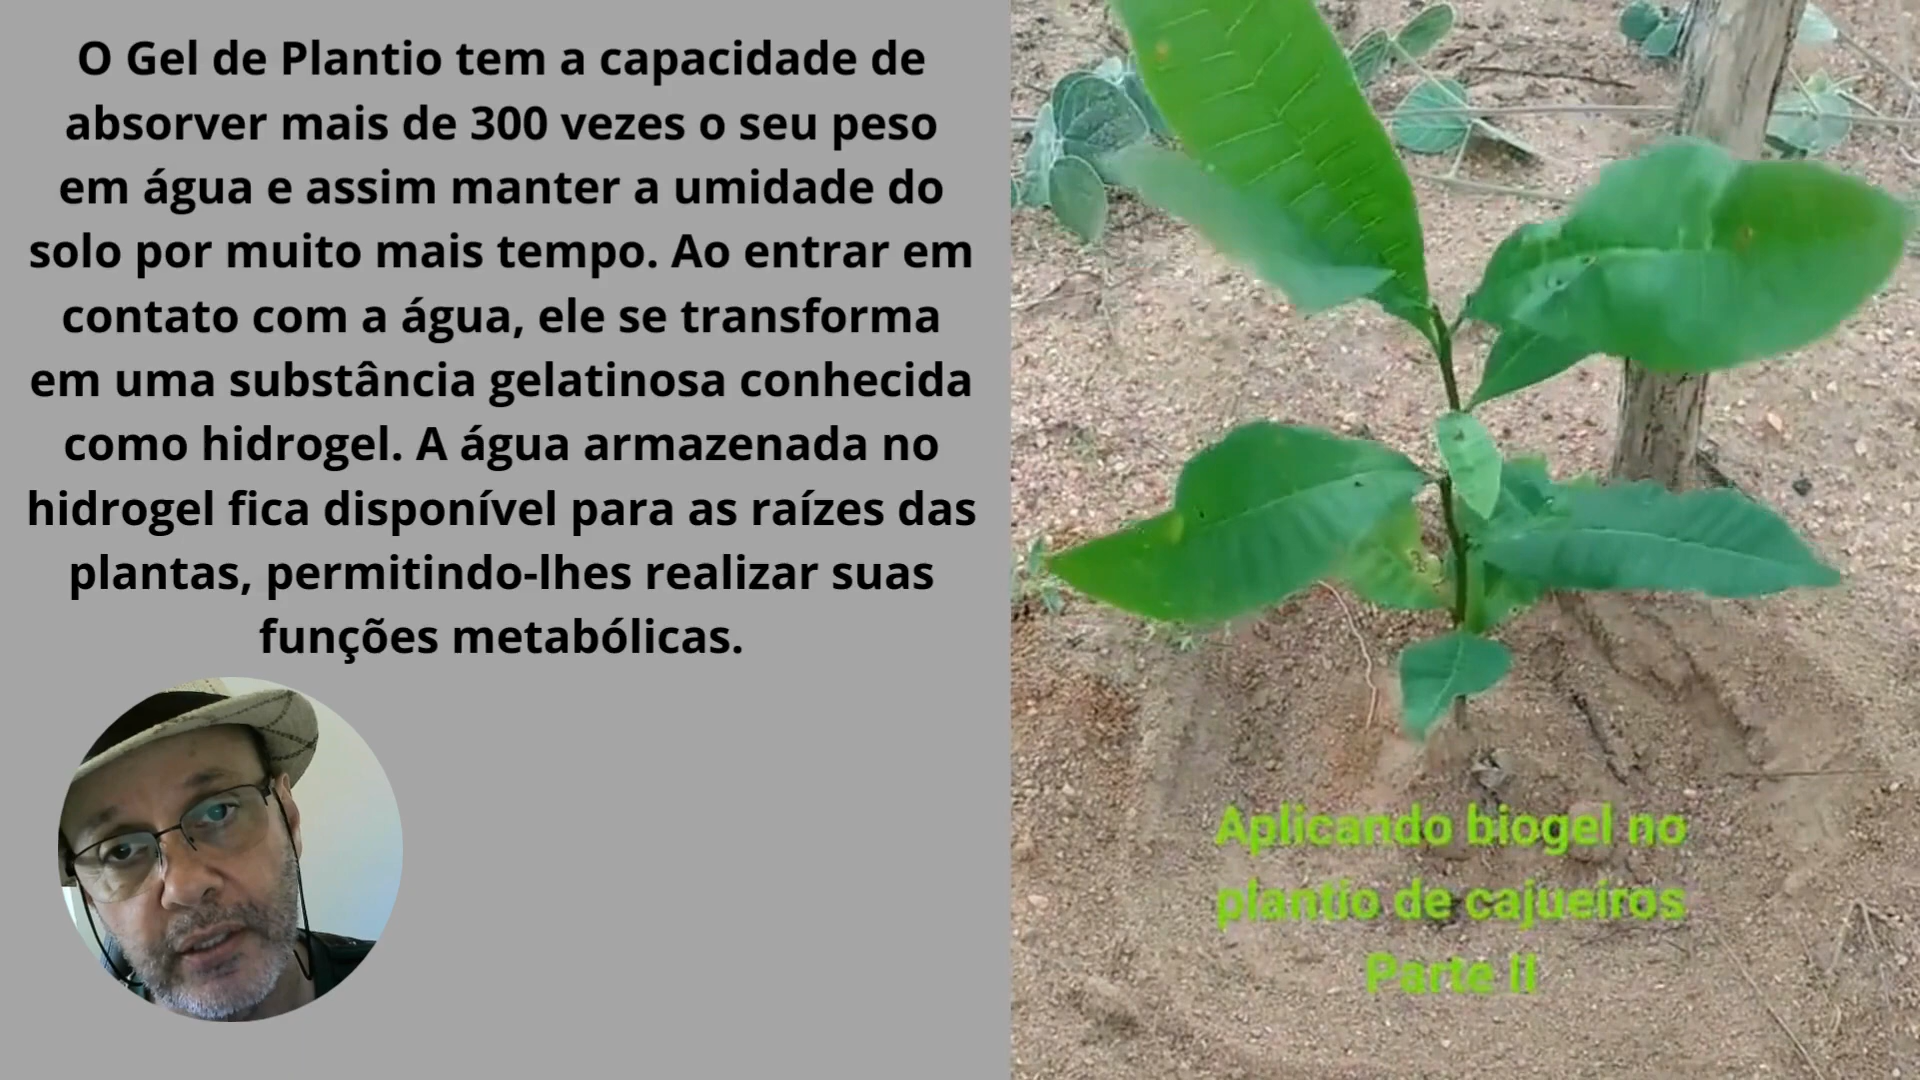 O Gel de Plantio tem a capacidade de
absorver mais de 300 vezes o seu peso
em água e assim manter a umidade do
solo por muito mais tempo. Ao entrar em
contato com a água, ele se transforma
em uma substância gelatinosa conhecida
como hidrogel. A água armazenada no
hidrogel fica disponível para as raízes das
plantas, permitindo-lhes realizar suas
funções metabólicas.
Aplicando biogel no
plantio de cajueiros
Parte II